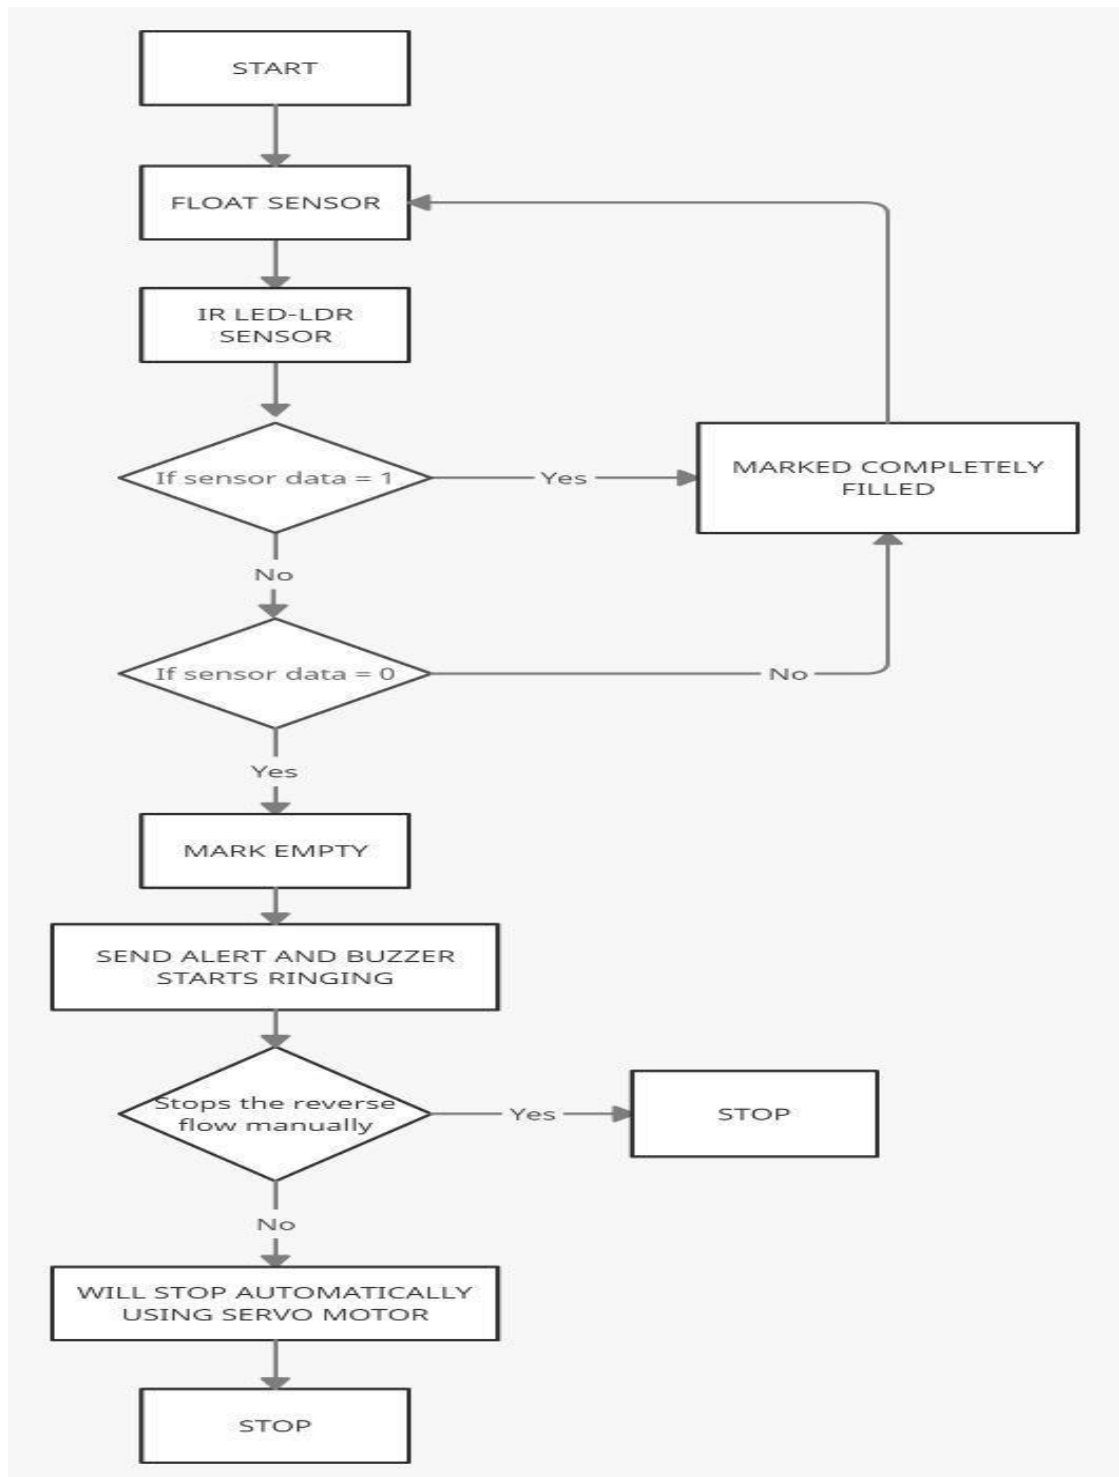 START
FLOAT SENSOR
IR LED-LDR
SENSOR
If sensor data = 1
Yes
MARKED COMPLETELY
FILLED
No
If sensor data = 0
No
Yes
MARK EMPTY
SEND ALERT AND BUZZER
STARTS RINGING
Stops the reverse
flow manually
Yes
STOP
No
WILL STOP AUTOMATICALLY
USING SERVO MOTOR
STOP